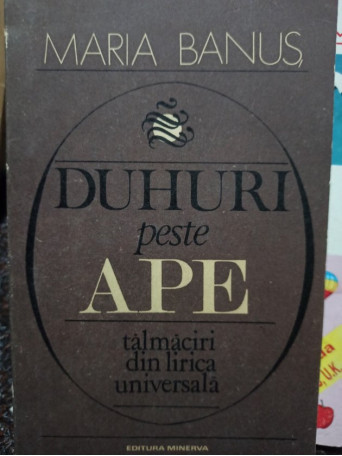 MARIA BANUȘ
DUHURI
peste
APE
tălmăciri
din lirica
universală
EDITURA MINERVA
U.K.